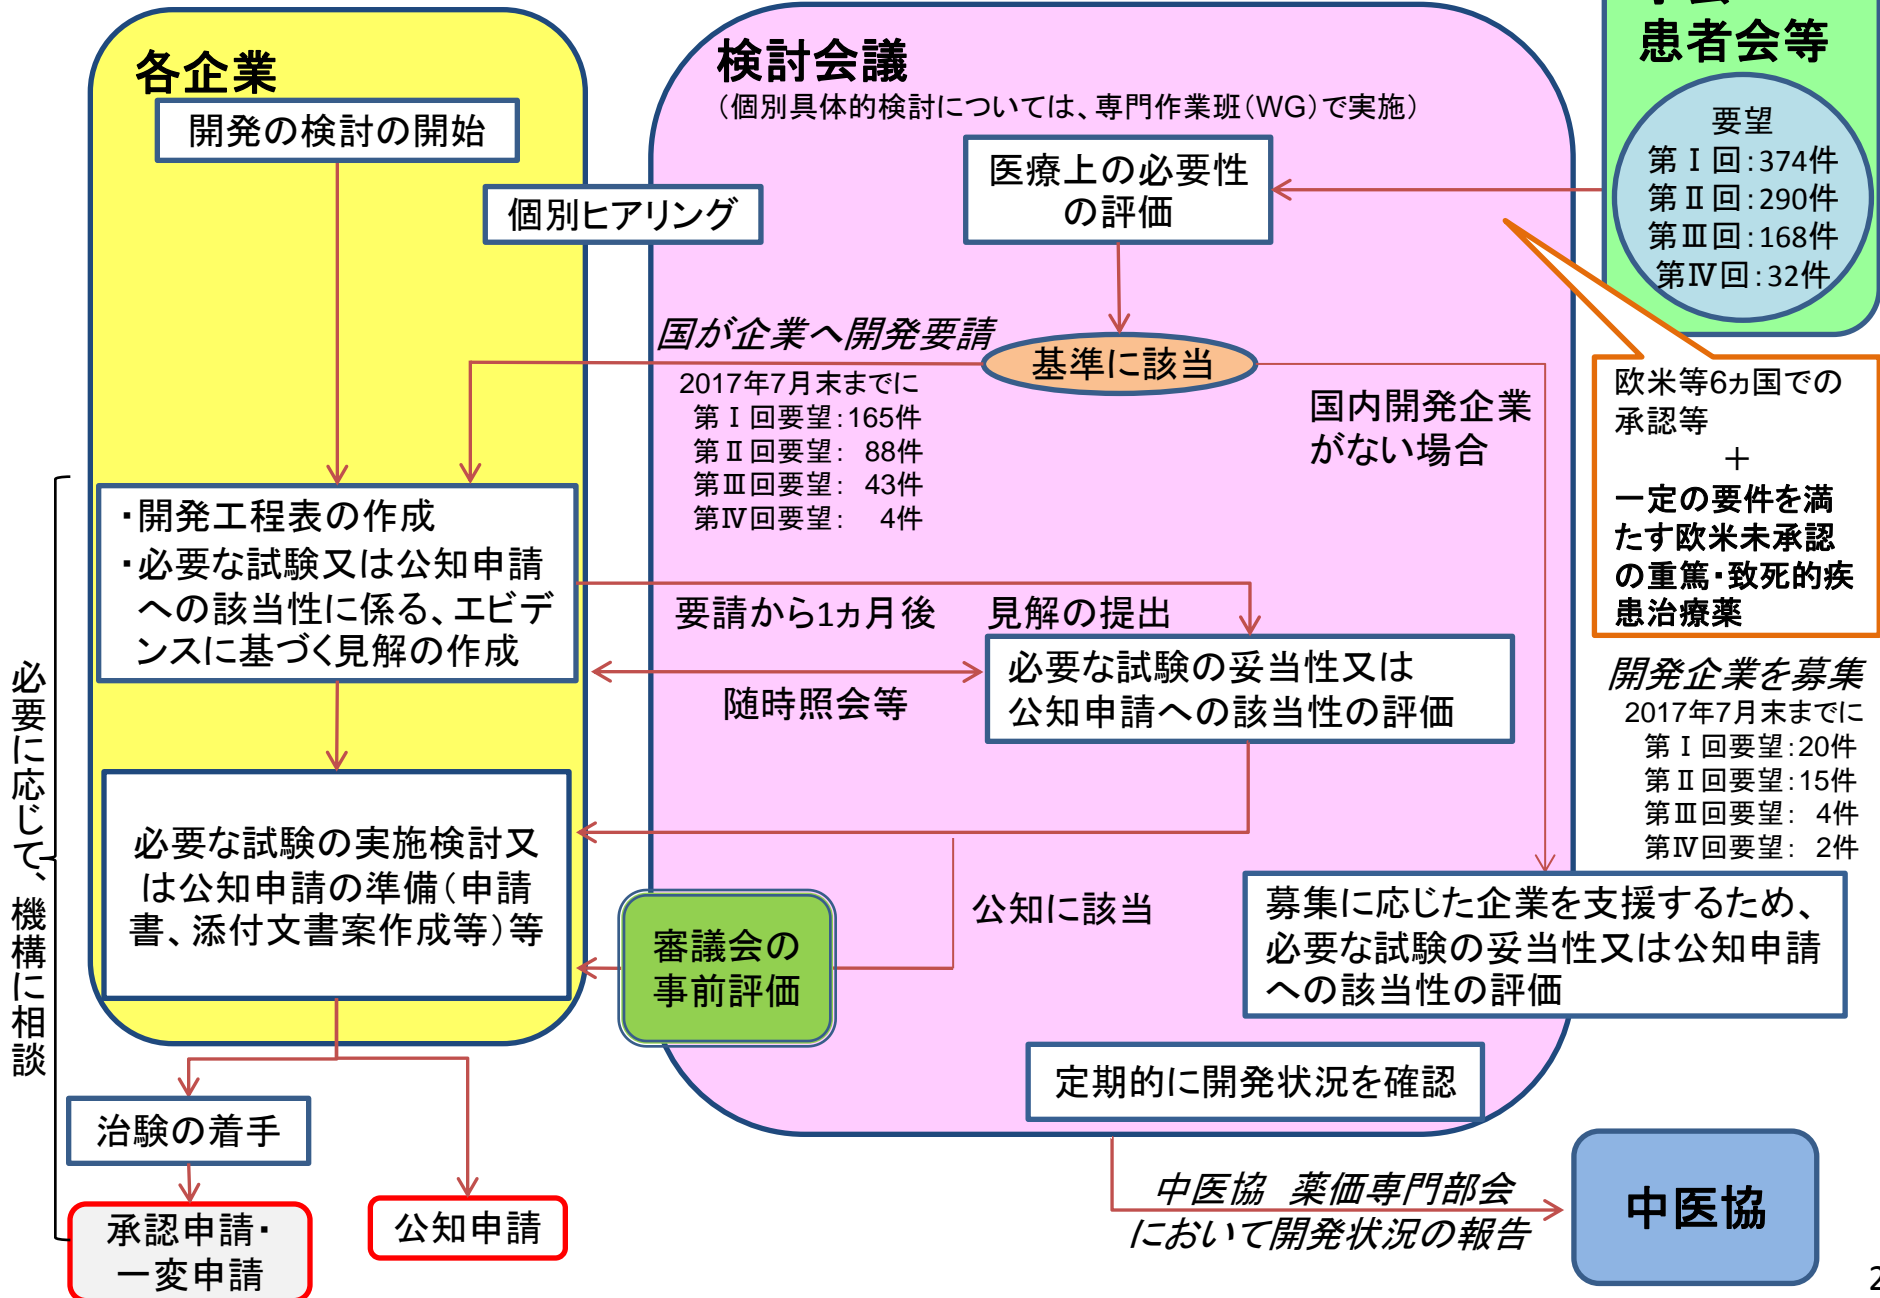 各企業
開発の検討の開始
個別ヒアリング
・開発工程表の作成
・必要な試験又は公知申請
への該当性に係る、エビデ
ンスに基づく見解の作成
必要な試験の実施検討又
は公知申請の準備(申請
書、添付文書案作成等)等
治験の着手
承認申請・
一変申請
公知申請
必要に応じて、機構に相談
検討会議
(個別具体的検討については、専門作業班(WG)で実施)
医療上の必要性
の評価
基準に該当
国が企業へ開発要請
2017年7月末までに
第Ⅰ回要望:165件
第Ⅱ回要望: 88件
第Ⅲ回要望: 43件
第Ⅳ回要望: 4件
国内開発企業
がない場合
要請から1ヵ月後 見解の提出
随時照会等
必要な試験の妥当性又は
公知申請への該当性の評価
公知に該当
審議会の
事前評価
募集に応じた企業を支援するため、
必要な試験の妥当性又は公知申請
への該当性の評価
定期的に開発状況を確認
中医協 薬価専門部会
において開発状況の報告
中医協
患者会等
要望
第Ⅰ回:374件
第Ⅱ回:290件
第Ⅲ回:168件
第Ⅳ回:32件
欧米等6ヵ国での
承認等
+
一定の要件を満
たす欧米未承認
の重篤・致死的疾
患治療薬
開発企業を募集
2017年7月末までに
第Ⅰ回要望:20件
第Ⅱ回要望:15件
第Ⅲ回要望: 4件
第Ⅳ回要望: 2件
2